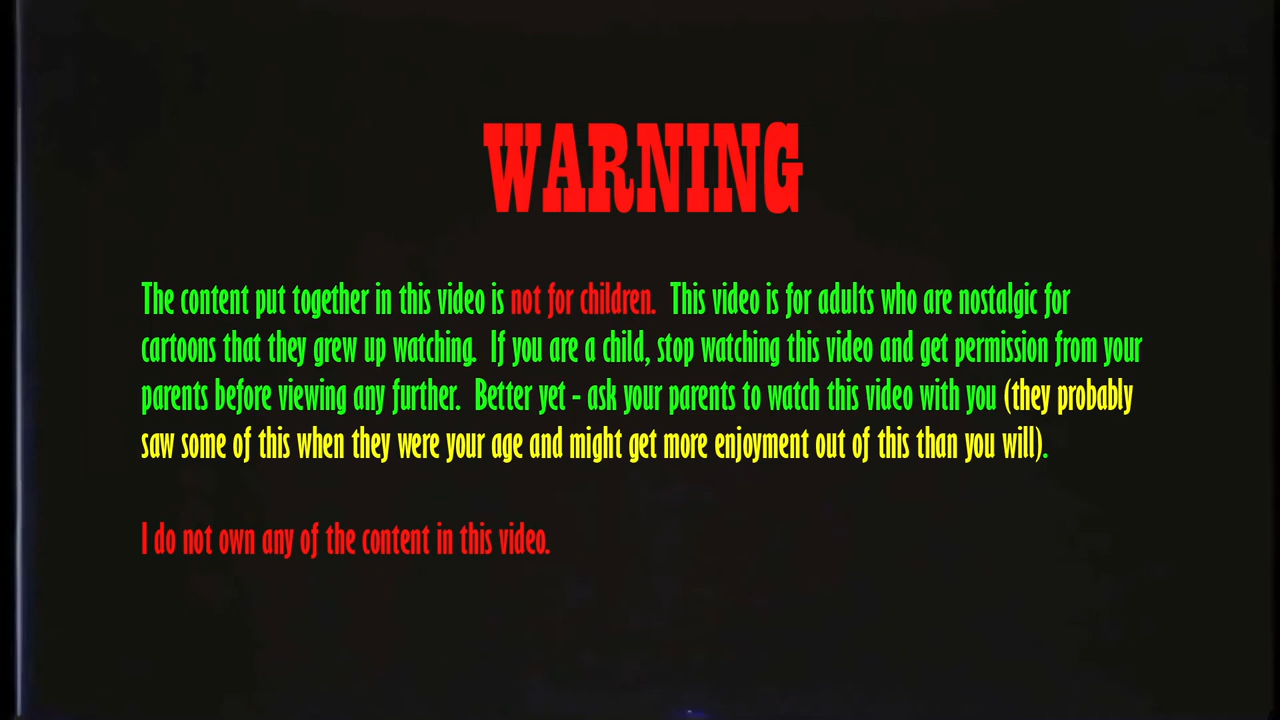 WARNING
The content put together in this video is not for children.  This video is for adults who are nostalgic for
cartoons that they grew up watching.  If you are a child, stop watching this video and get permission from your
parents before viewing any further.  Better yet - ask your parents to watch this video with you (they probably
saw some of this when they were your age and might get more enjoyment out of this than you will).
I do not own any of the content in this video.